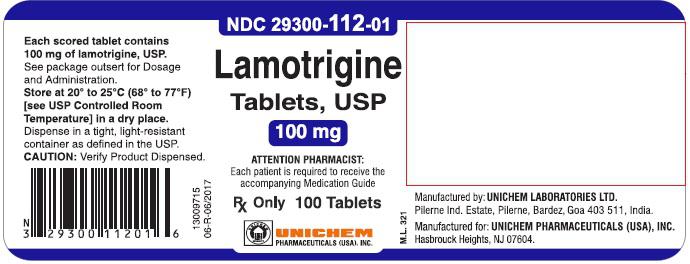 Each scored tablet contains
100 mg of lamotrigine, USP.
See package outsert for Dosage
and Administration.
Store at 20° to 25°C (68° to 77°F)
[see USP Controlled Room
Temperature] in a dry place.
Dispense in a tight, light-resistant
container as defined in the USP.
CAUTION: Verify Product Dispensed.
N
3 29300 11201 6
13009715
06-R-06/2017
NDC 29300-112-01
Lamotrigine
Tablets, USP
100 mg
ATTENTION PHARMACIST:
Each patient is required to receive the
accompanying Medication Guide
Rx Only 100 Tablets
UNICHEM
PHARMACEUTICALS (USA), INC.
M.L. 321
Manufactured by: UNICHEM LABORATORIES LTD.
Pilerne Ind. Estate, Pilerne, Bardez, Goa 403 511, India.
Manufactured for: UNICHEM PHARMACEUTICALS (USA), INC.
Hasbrouck Heights, NJ 07604.